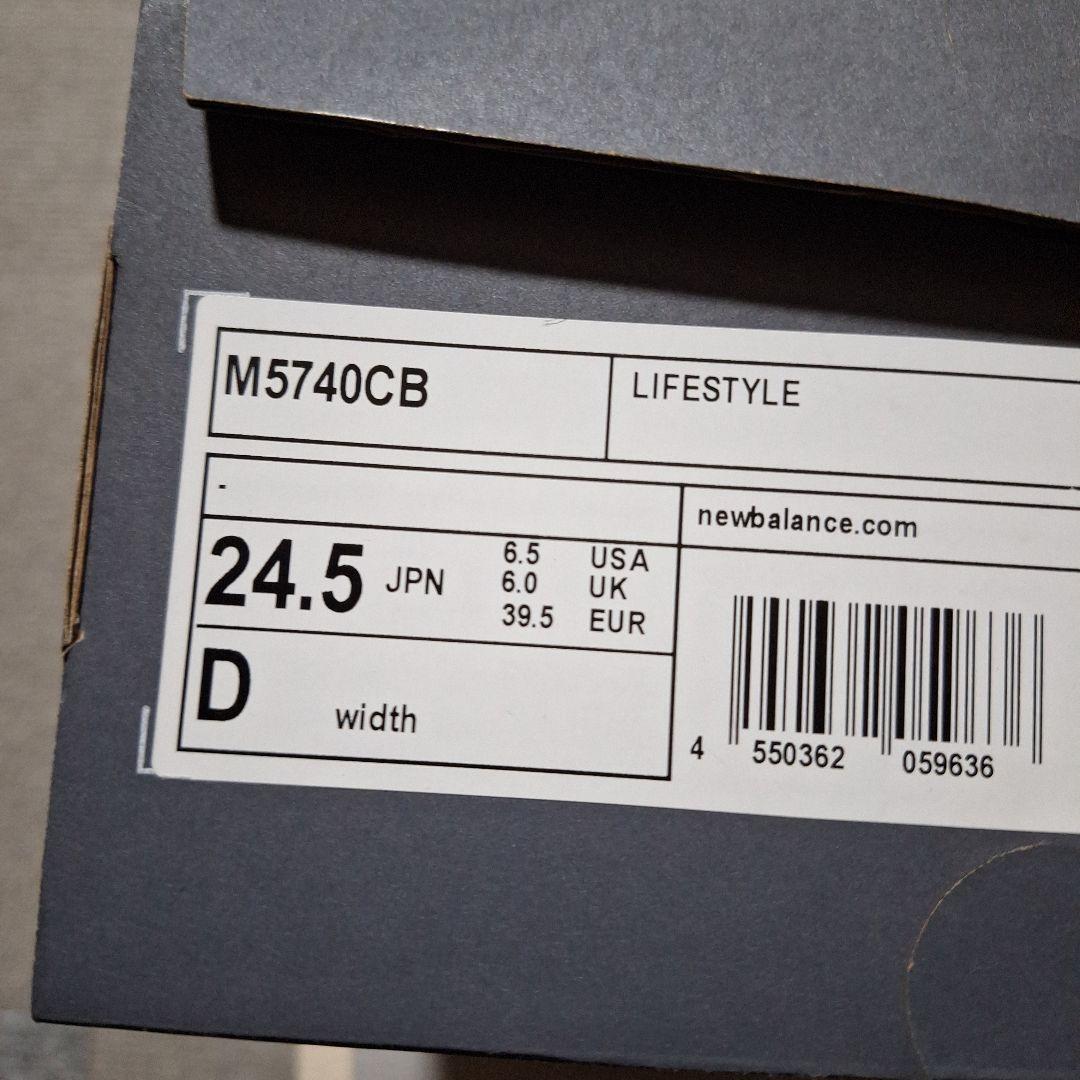 M5740CB
LIFESTYLE
-
newbalance.com
24.5 JPN
6.5 USA
6.0 UK
39.5 EUR
D width
4 550362 059636